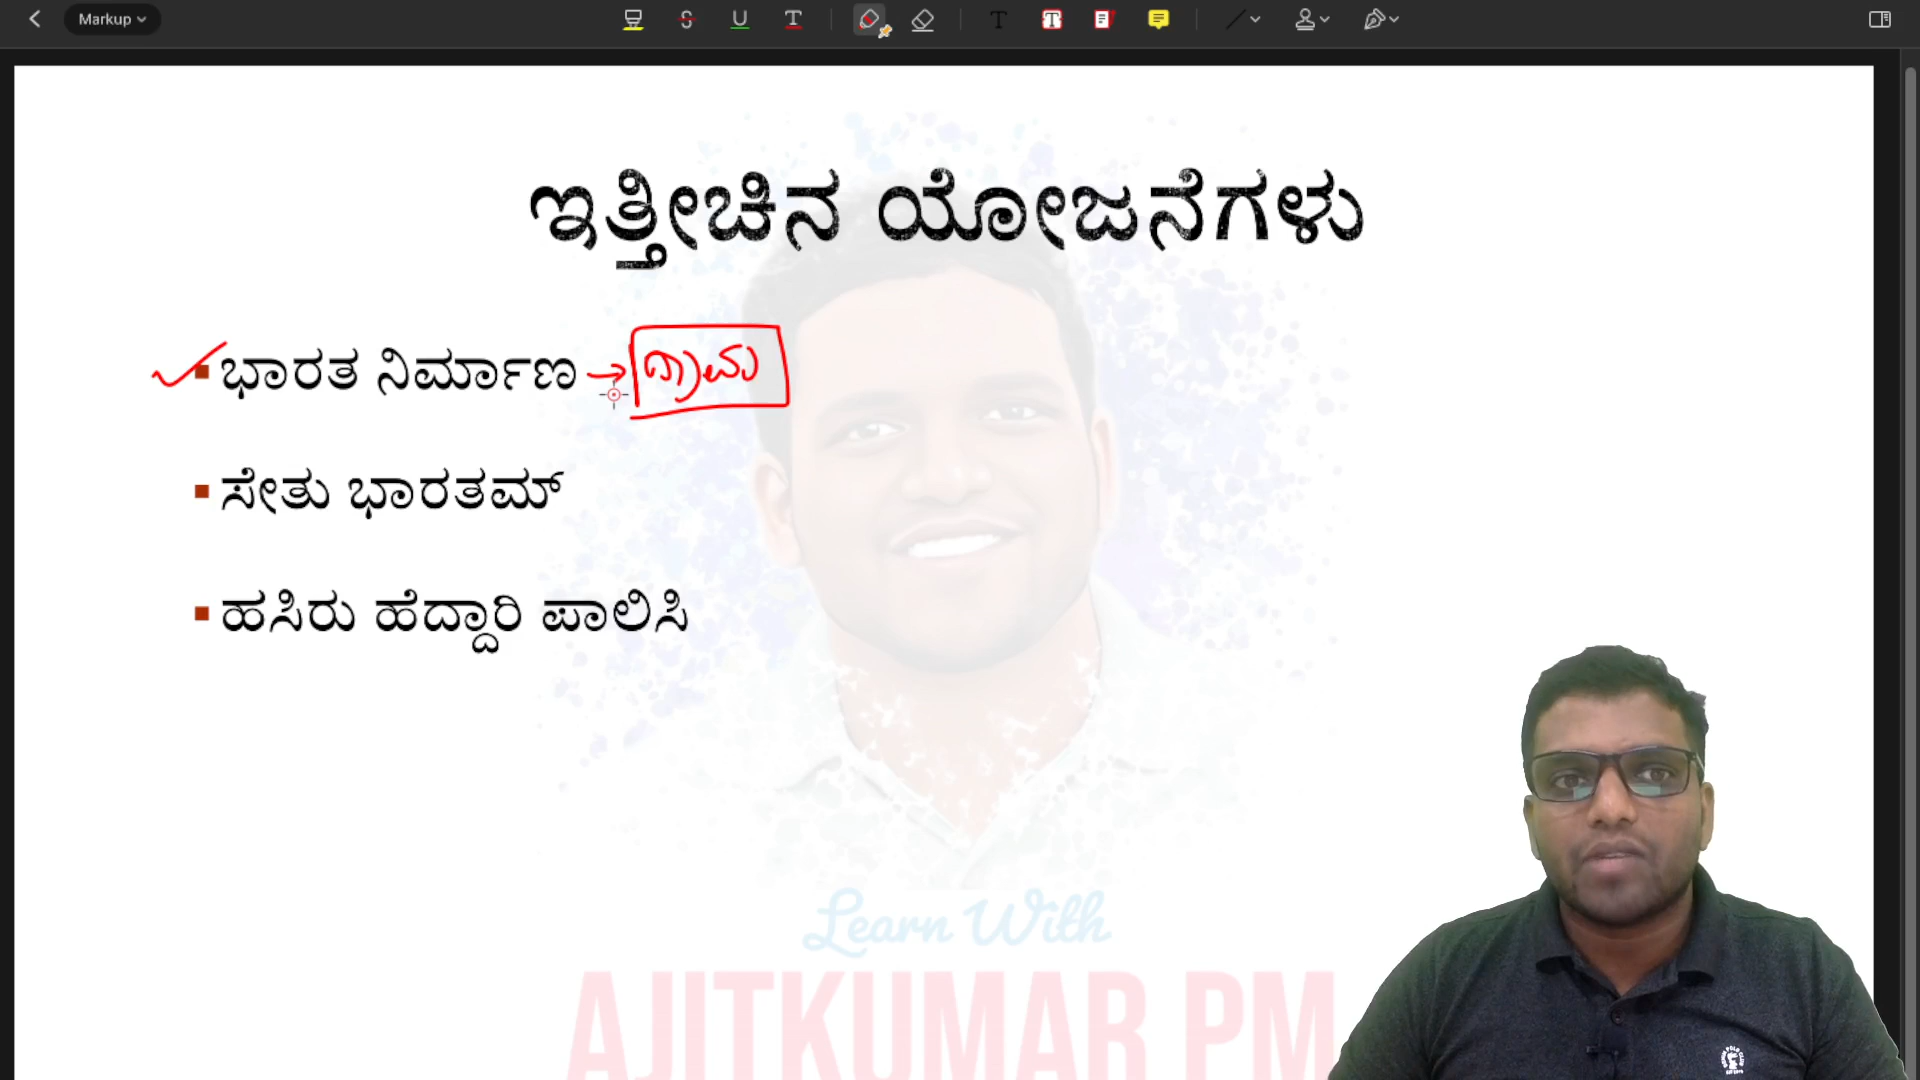 Markup
ಇತ್ತೀಚಿನ ಯೋಜನೆಗಳು
ಭಾರತ ನಿರ್ಮಾಣ → ಗ್ರಾಮ
ಸೇತು ಭಾರತಮ್
ಹಸಿರು ಹೆದ್ದಾರಿ ಪಾಲಿಸಿ
Learn With
AJITKUMAR PM